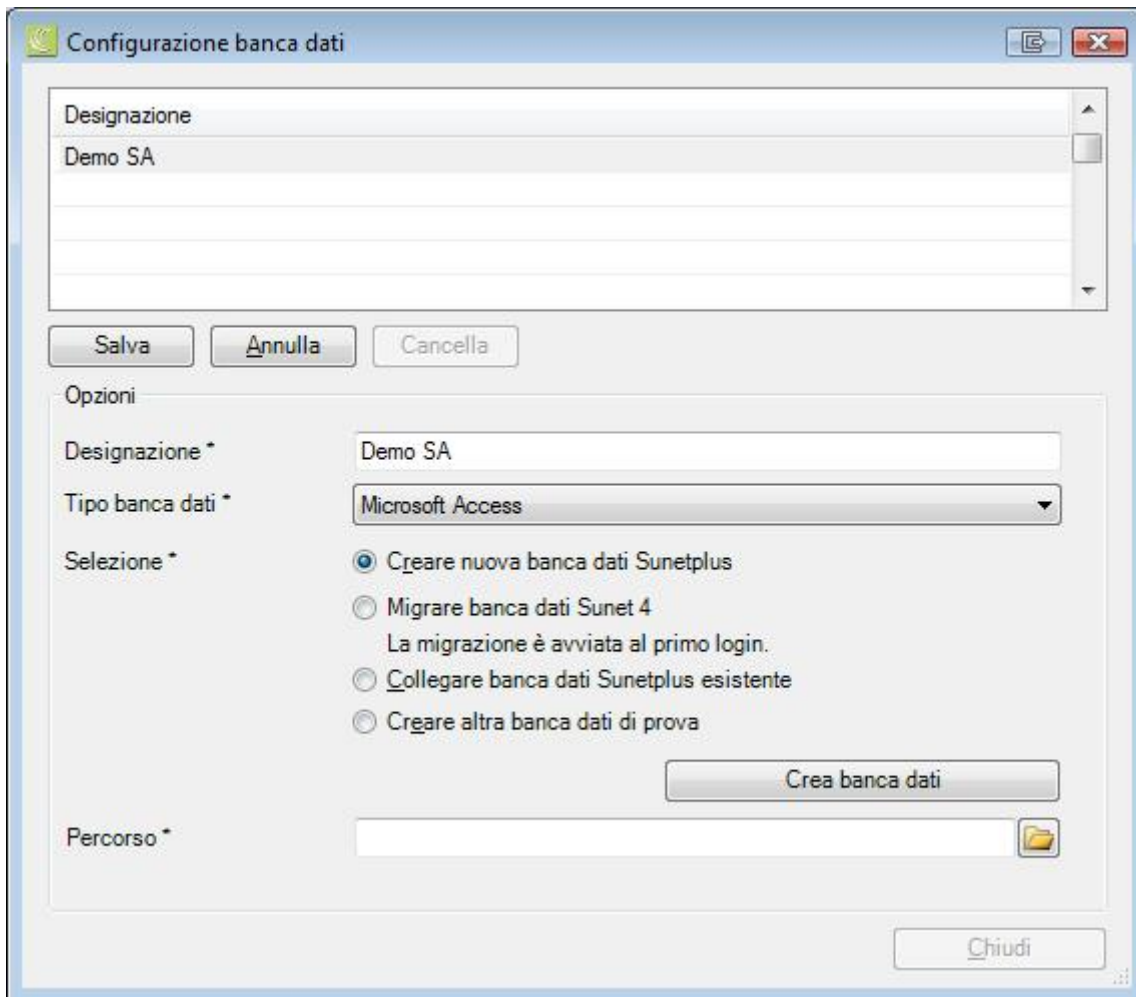 Configurazione banca dati
Designazione
Demo SA
Salva Annulla Cancella
Opzioni
Designazione * Demo SA
Tipo banca dati * Microsoft Access
Selezione * Creare nuova banca dati Sunetplus
Migrare banca dati Sunet 4
La migrazione è avviata al primo login.
Collegare banca dati Sunetplus esistente
Creare altra banca dati di prova
Crea banca dati
Percorso *
Chiudi